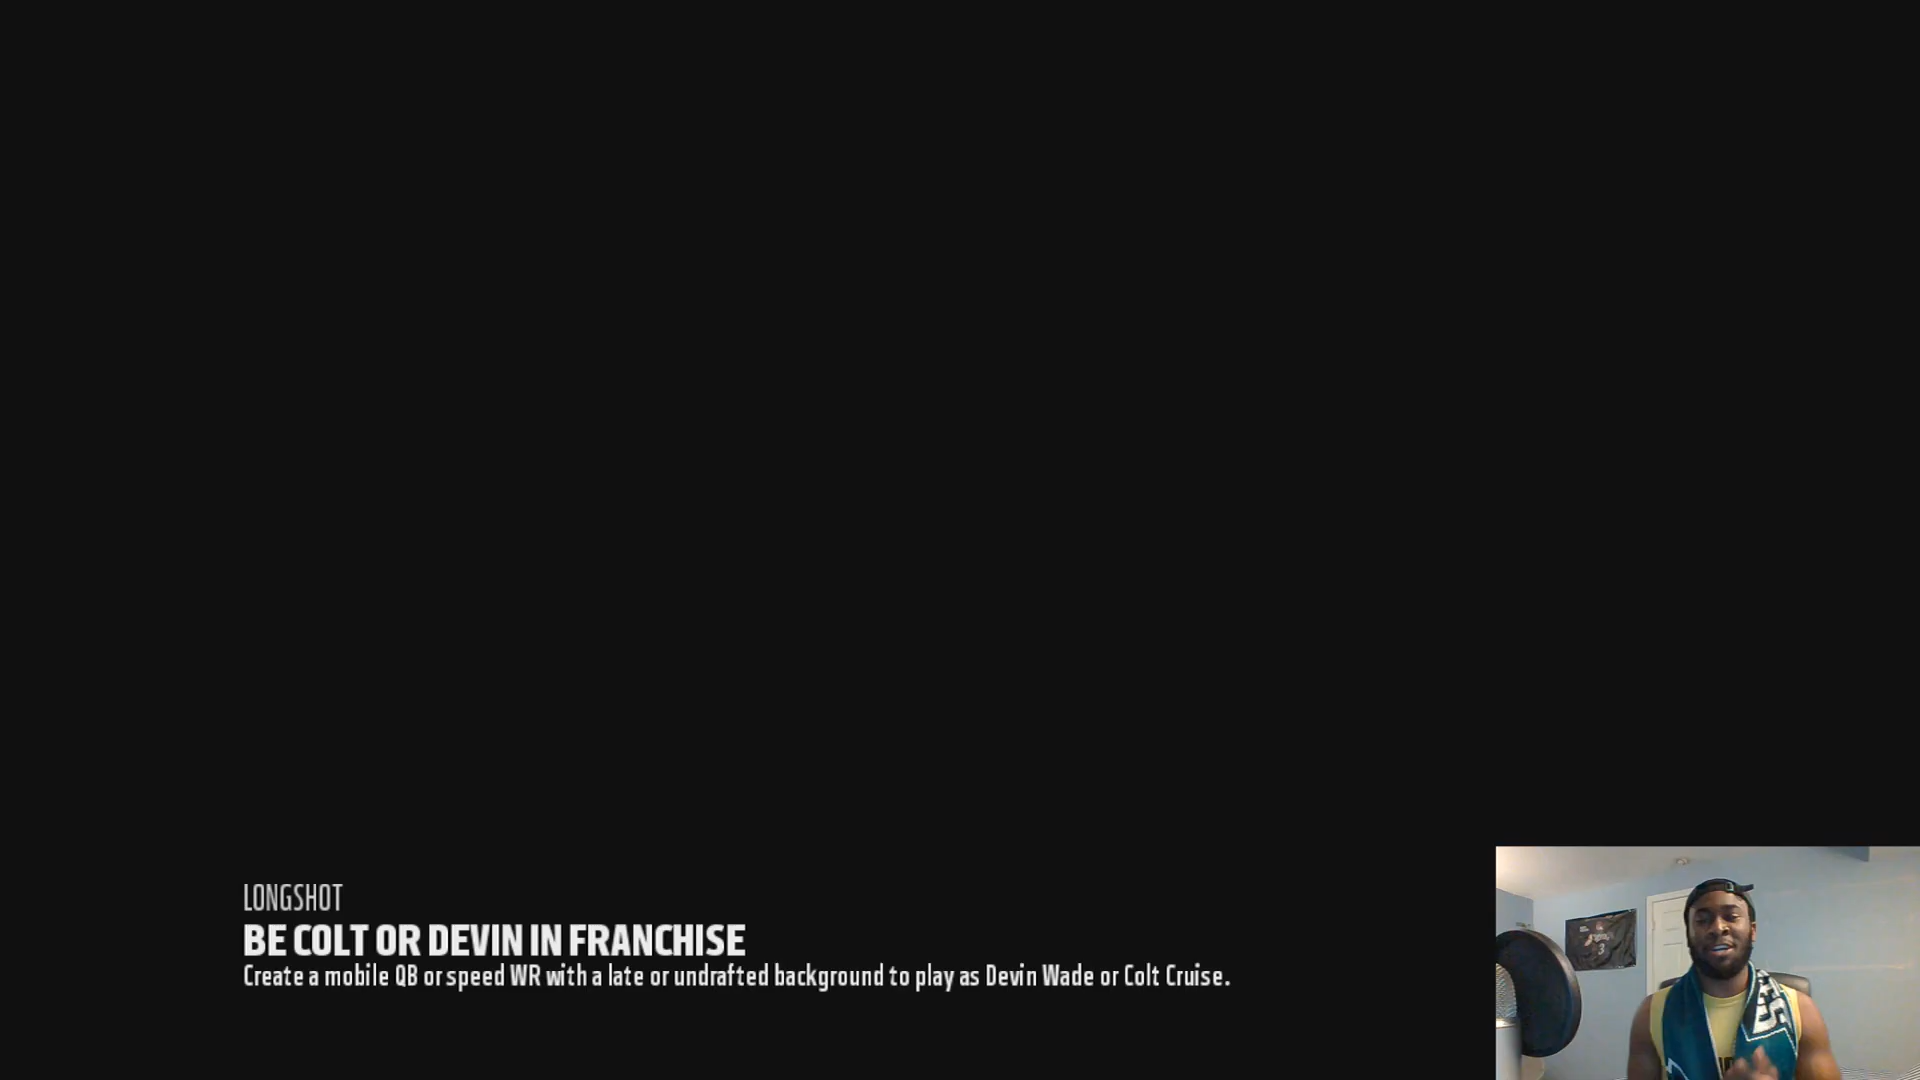 LONGSHOT
BE COLT OR DEVIN IN FRANCHISE
Create a mobile QB or speed WR with a late or undrafted background to play as Devin Wade or Colt Cruise.
3